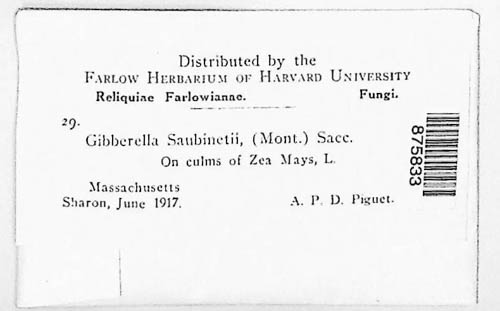 Distributed by the
Farlow Herbarium of Harvard University
Reliquiae Farlowianae. Fungi.
29.
Gibberella Saubinetii, (Mont.) Sacc.
On culms of Zea Mays, L.
Massachusetts
Sharon, June 1917. A. P. D. Piguet.
875833